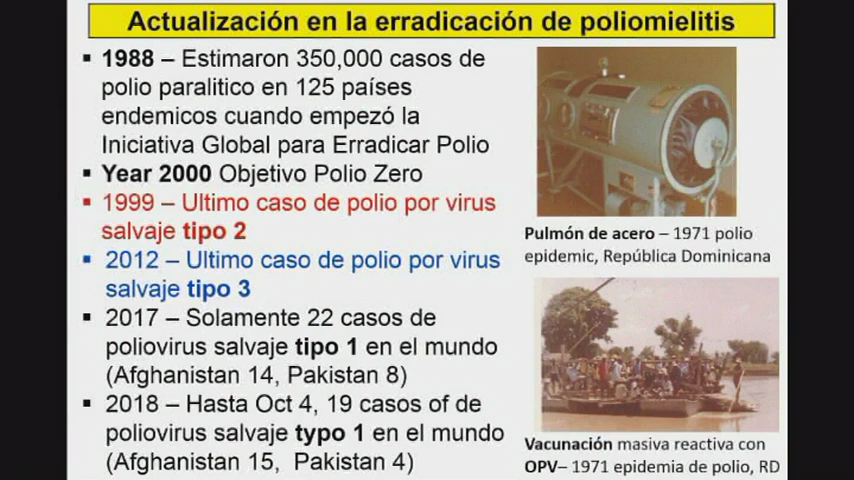 Actualización en la erradicación de poliomielitis
▪ 1988 – Estimaron 350,000 casos de
polio paralitico en 125 países
endemicos cuando empezó la
Iniciativa Global para Erradicar Polio
▪ Year 2000 Objetivo Polio Zero
▪ 1999 – Ultimo caso de polio por virus
salvaje tipo 2
▪ 2012 – Ultimo caso de polio por virus
salvaje tipo 3
▪ 2017 – Solamente 22 casos de
poliovirus salvaje tipo 1 en el mundo
(Afghanistan 14, Pakistan 8)
▪ 2018 – Hasta Oct 4, 19 casos of de
poliovirus salvaje typo 1 en el mundo
(Afghanistan 15, Pakistan 4)
Pulmón de acero – 1971 polio
epidemic, República Dominicana
Vacunación masiva reactiva con
OPV– 1971 epidemia de polio, RD